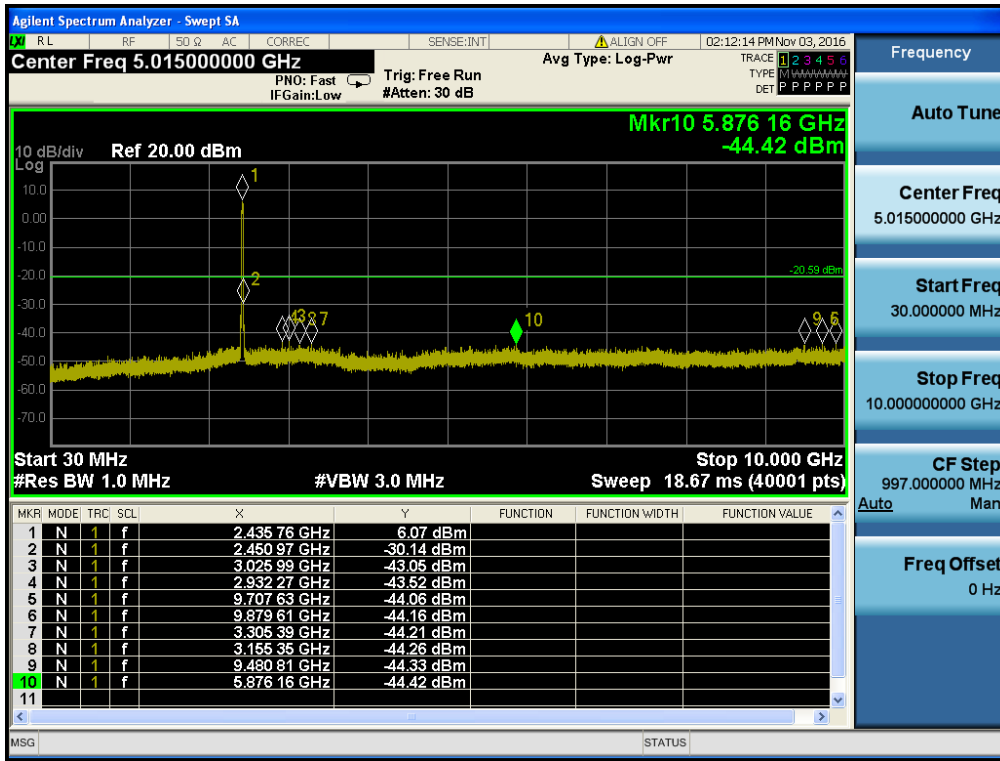 Agilent Spectrum Analyzer - Swept SA
LXI RL RF 50 Ω AC CORREC SENSE:INT ALIGN OFF 02:12:14 PM Nov 03, 2016
Center Freq 5.015000000 GHz
PNO: Fast
IFGain:Low
Trig: Free Run
#Atten: 30 dB
Avg Type: Log-Pwr
TRACE 1 2 3 4 5 6
TYPE M W W W W W
DET P P P P P P
Mkr10 5.876 16 GHz
-44.42 dBm
10 dB/div Ref 20.00 dBm
Log
10.0
0.00
-10.0
-20.0
-30.0
-40.0
-50.0
-60.0
-70.0
1
2
-20.59 dBm
7
10
9
6
Start 30 MHz Stop 10.000 GHz
#Res BW 1.0 MHz #VBW 3.0 MHz Sweep 18.67 ms (40001 pts)
MKR MODE TRC SCL X Y FUNCTION FUNCTION WIDTH FUNCTION VALUE
1 N 1 f 2.435 76 GHz 6.07 dBm
2 N 1 f 2.450 97 GHz -30.14 dBm
3 N 1 f 3.025 99 GHz -43.05 dBm
4 N 1 f 2.932 27 GHz -43.52 dBm
5 N 1 f 9.707 63 GHz -44.06 dBm
6 N 1 f 9.879 61 GHz -44.16 dBm
7 N 1 f 3.305 39 GHz -44.21 dBm
8 N 1 f 3.155 35 GHz -44.26 dBm
9 N 1 f 9.480 81 GHz -44.33 dBm
10 N 1 f 5.876 16 GHz -44.42 dBm
11
MSG STATUS
Frequency
Auto Tune
Center Freq
5.015000000 GHz
Start Freq
30.000000 MHz
Stop Freq
10.000000000 GHz
CF Step
997.000000 MHz
Auto Man
Freq Offset
0 Hz